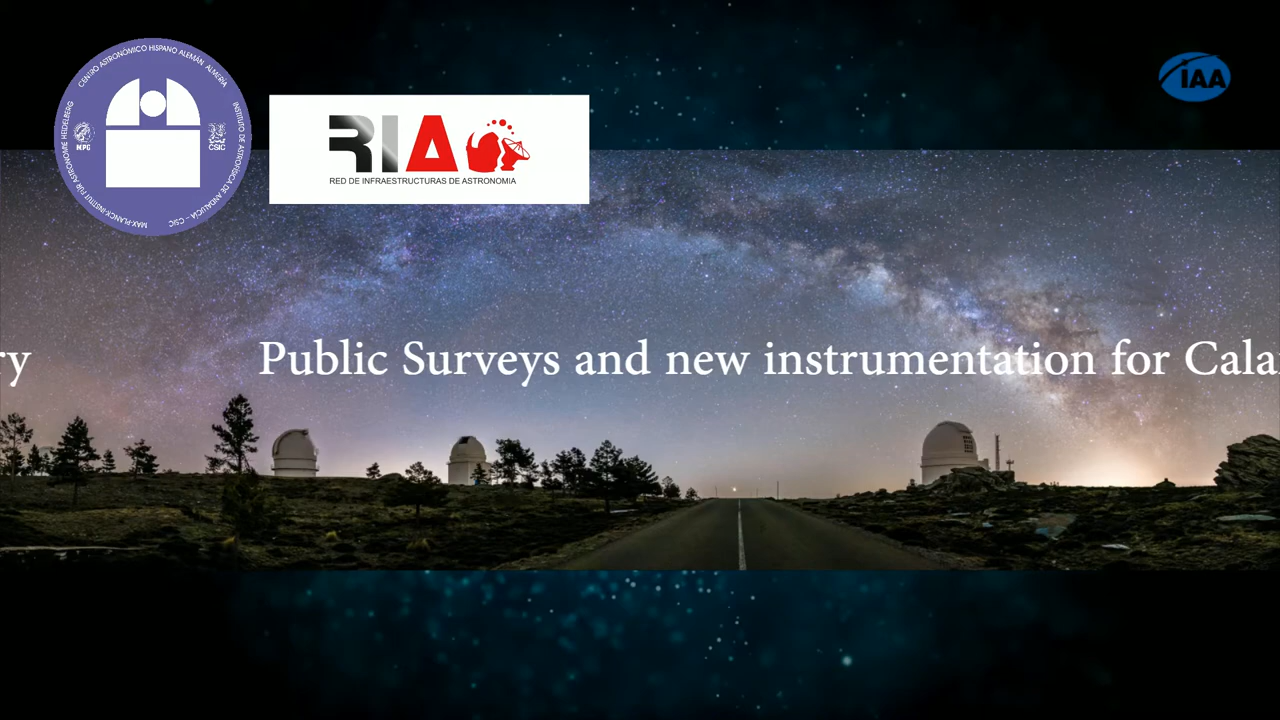 CENTRO ASTRONÓMICO HISPANO ALEMÁN ALMERÍA
INSTITUTO DE ASTROFÍSICA DE ANDALUCÍA - CSIC
MAX-PLANCK-INSTITUT FÜR ASTRONOMIE HEIDELBERG
MPG
CSIC
RIA
RED DE INFRAESTRUCTURAS DE ASTRONOMIA
IAA
ry Public Surveys and new instrumentation for Cala